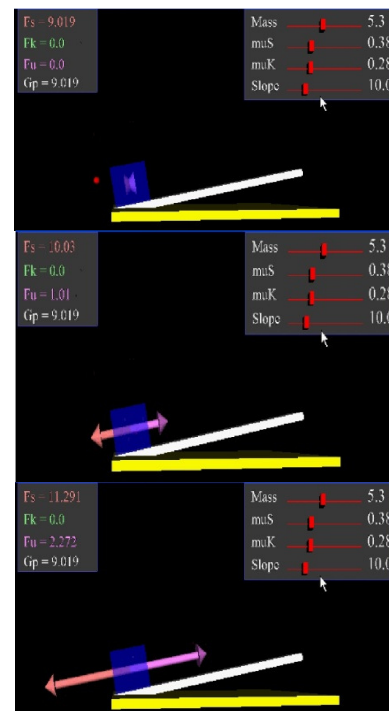 Fs = 9.019
Fk = 0.0
Fu = 0.0
Gp = 9.019
Mass 5.3
muS 0.38
muK 0.28
Slope 10.0
Fs = 10.03
Fk = 0.0
Fu = 1.01
Gp = 9.019
Mass 5.3
muS 0.38
muK 0.28
Slope 10.0
Fs = 11.291
Fk = 0.0
Fu = 2.272
Gp = 9.019
Mass 5.3
muS 0.38
muK 0.28
Slope 10.0